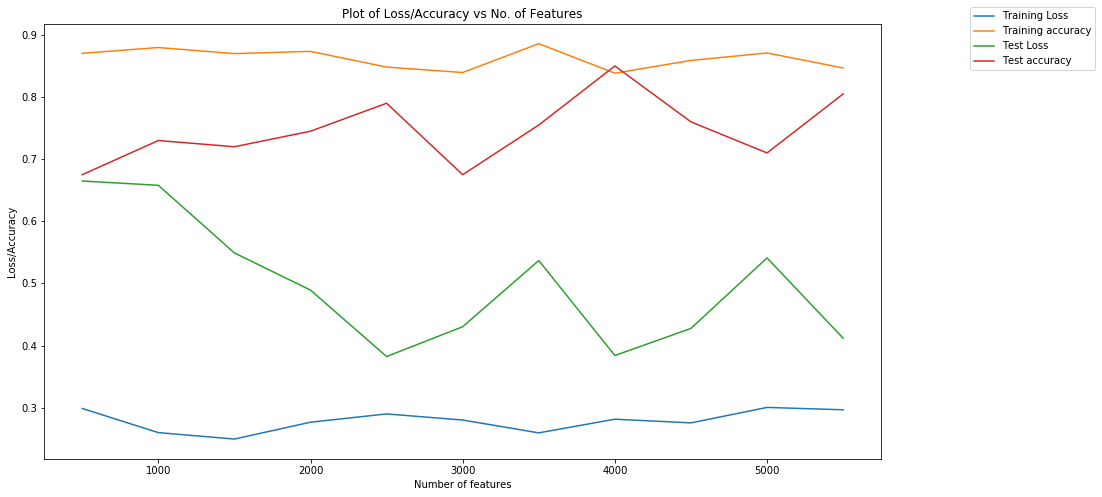 Plot of Loss/Accuracy vs No. of Features
Training Loss
Training accuracy
Test Loss
Test accuracy
Loss/Accuracy
0.9
0.8
0.7
0.6
0.5
0.4
0.3
1000 2000 3000 4000 5000
Number of features